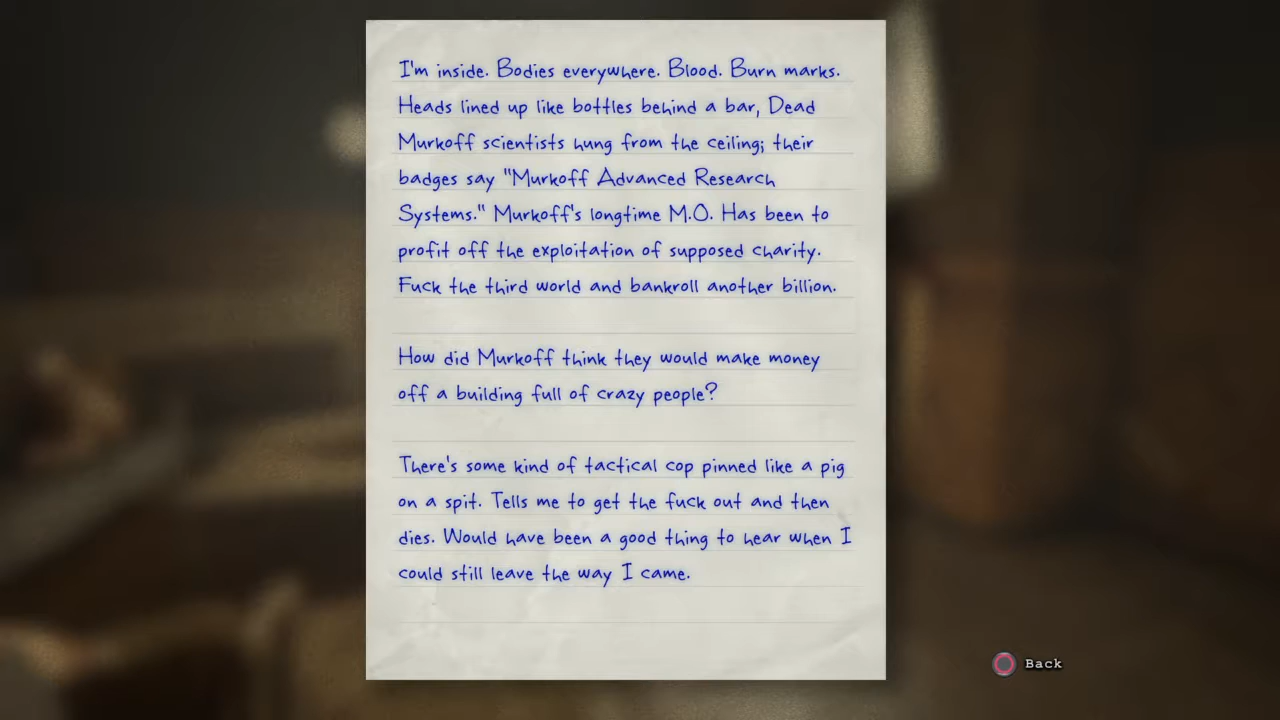 I'm inside. Bodies everywhere. Blood. Burn marks.
Heads lined up like bottles behind a bar, Dead
Murkoff scientists hung from the ceiling; their
badges say "Murkoff Advanced Research
Systems." Murkoff's longtime M.O. Has been to
profit off the exploitation of supposed charity.
Fuck the third world and bankroll another billion.
How did Murkoff think they would make money
off a building full of crazy people?
There's some kind of tactical cop pinned like a pig
on a spit. Tells me to get the fuck out and then
dies. Would have been a good thing to hear when I
could still leave the way I came.
Back